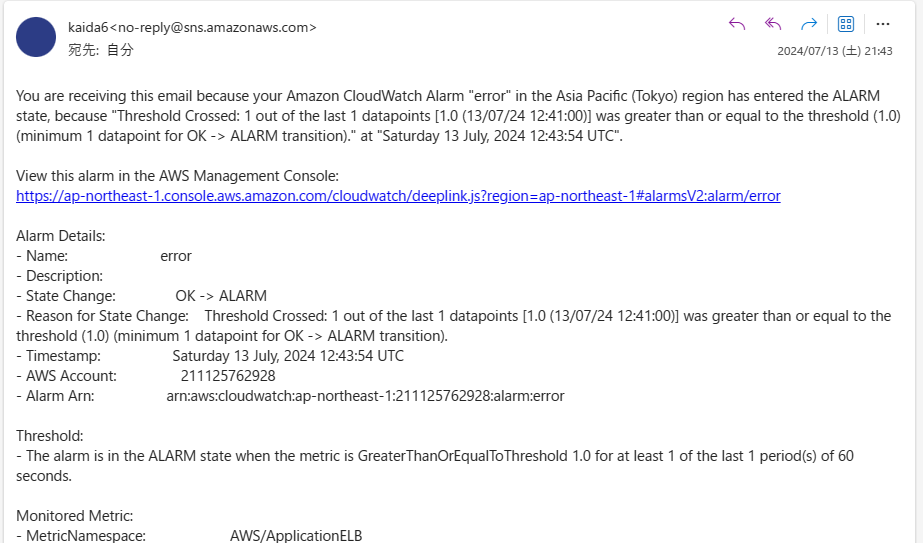 kaida6<no-reply@sns.amazonaws.com>
宛先: 自分
2024/07/13 (土) 21:43
You are receiving this email because your Amazon CloudWatch Alarm "error" in the Asia Pacific (Tokyo) region has entered the ALARM
state, because "Threshold Crossed: 1 out of the last 1 datapoints [1.0 (13/07/24 12:41:00)] was greater than or equal to the threshold (1.0)
(minimum 1 datapoint for OK -> ALARM transition)." at "Saturday 13 July, 2024 12:43:54 UTC".
View this alarm in the AWS Management Console:
https://ap-northeast-1.console.aws.amazon.com/cloudwatch/deeplink.js?region=ap-northeast-1#alarmsV2:alarm/error
Alarm Details:
- Name: error
- Description:
- State Change: OK -> ALARM
- Reason for State Change: Threshold Crossed: 1 out of the last 1 datapoints [1.0 (13/07/24 12:41:00)] was greater than or equal to the
threshold (1.0) (minimum 1 datapoint for OK -> ALARM transition).
- Timestamp: Saturday 13 July, 2024 12:43:54 UTC
- AWS Account: 211125762928
- Alarm Arn: arn:aws:cloudwatch:ap-northeast-1:211125762928:alarm:error
Threshold:
- The alarm is in the ALARM state when the metric is GreaterThanOrEqualToThreshold 1.0 for at least 1 of the last 1 period(s) of 60
seconds.
Monitored Metric:
- MetricNamespace: AWS/ApplicationELB